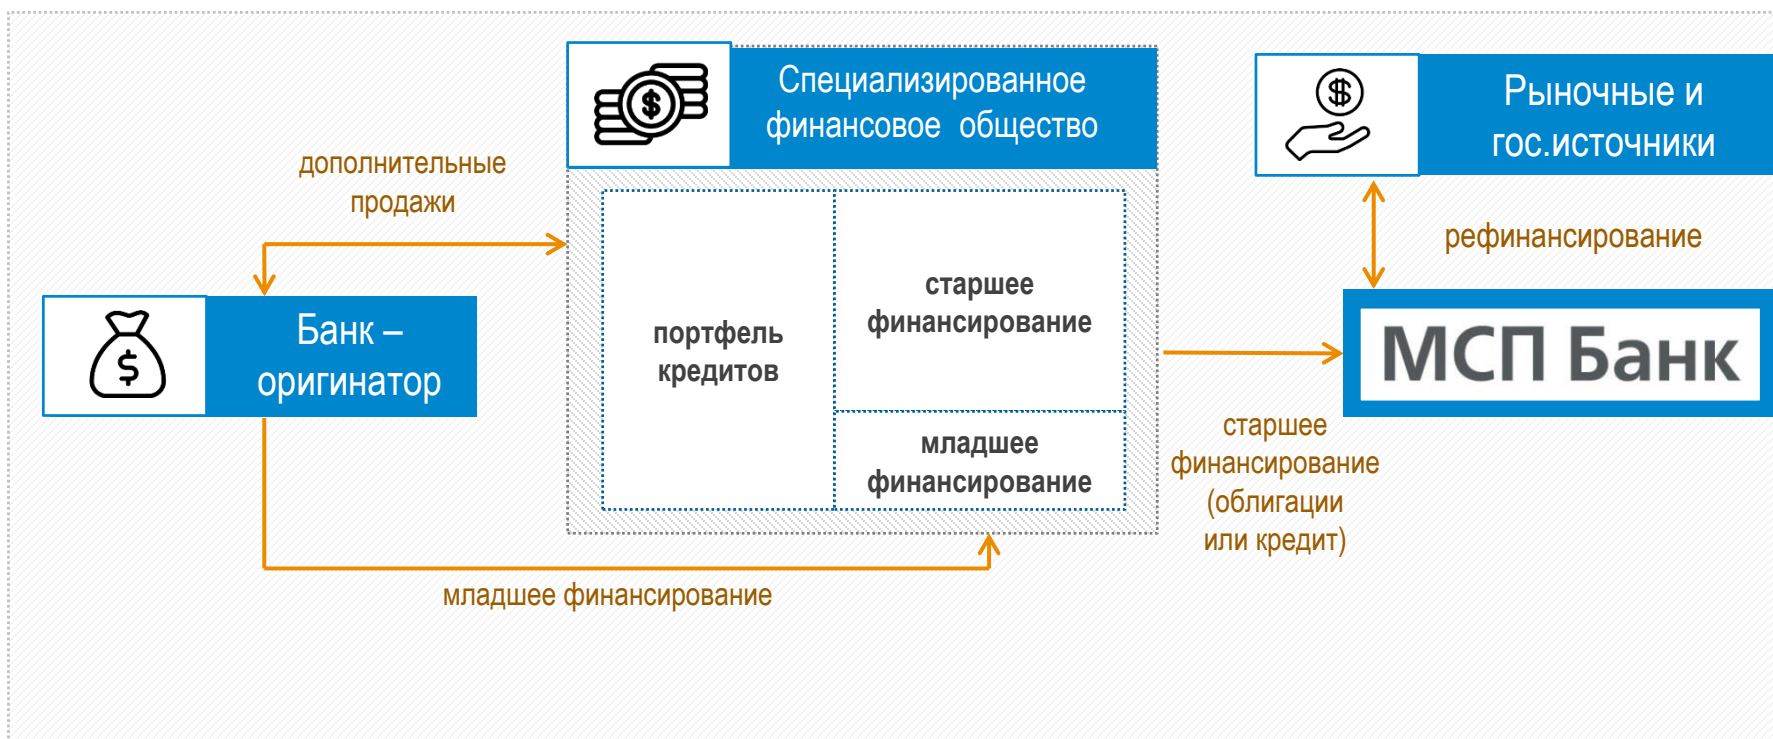 Специализированное
финансовое общество
Рыночные и
гос.источники
дополнительные
продажи
рефинансирование
Банк –
оригинатор
портфель
кредитов
старшее
финансирование
младшее
финансирование
МСП Банк
старшее
финансирование
(облигации
или кредит)
младшее финансирование